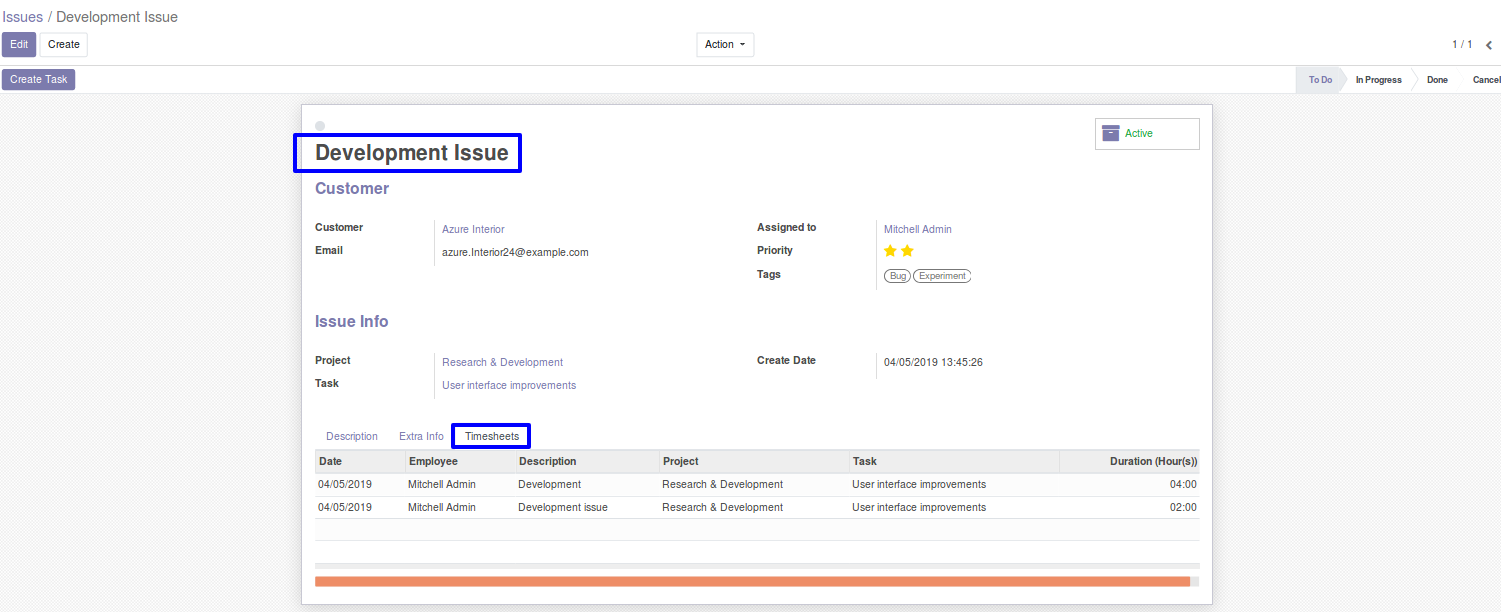 Issues / Development Issue
Edit Create Action 1 / 1
Create Task To Do In Progress Done Cancel
Development Issue
Active
Customer
Customer Azure Interior Assigned to Mitchell Admin
Email azure.Interior24@example.com Priority
Tags Bug Experiment
Issue Info
Project Research & Development Create Date 04/05/2019 13:45:26
Task User interface improvements
Description Extra Info Timesheets
Date Employee Description Project Task Duration (Hour(s))
04/05/2019 Mitchell Admin Development Research & Development User interface improvements 04:00
04/05/2019 Mitchell Admin Development issue Research & Development User interface improvements 02:00